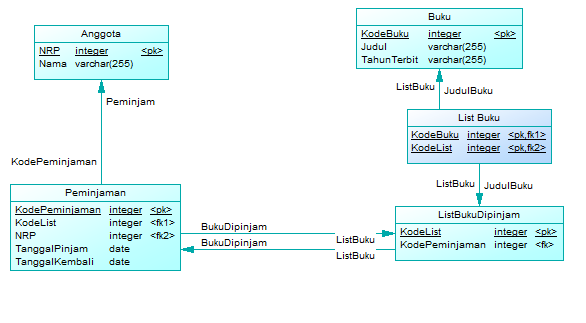 Buku
KodeBuku integer <pk>
Judul varchar(255)
TahunTerbit varchar(255)
Anggota
NRP integer <pk>
Nama varchar(255)
ListBuku
JudulBuku
Peminjam
List Buku
KodeBuku integer <pk,fk1>
KodeList integer <pk,fk2>
KodePeminjaman
ListBuku
JudulBuku
Peminjaman
KodePeminjaman integer <pk>
KodeList integer <fk1>
NRP integer <fk2>
TanggalPinjam date
TanggalKembali date
BukuDipinjam
ListBuku
BukuDipinjam
ListBuku
ListBukuDipinjam
KodeList integer <pk>
KodePeminjaman integer <fk>